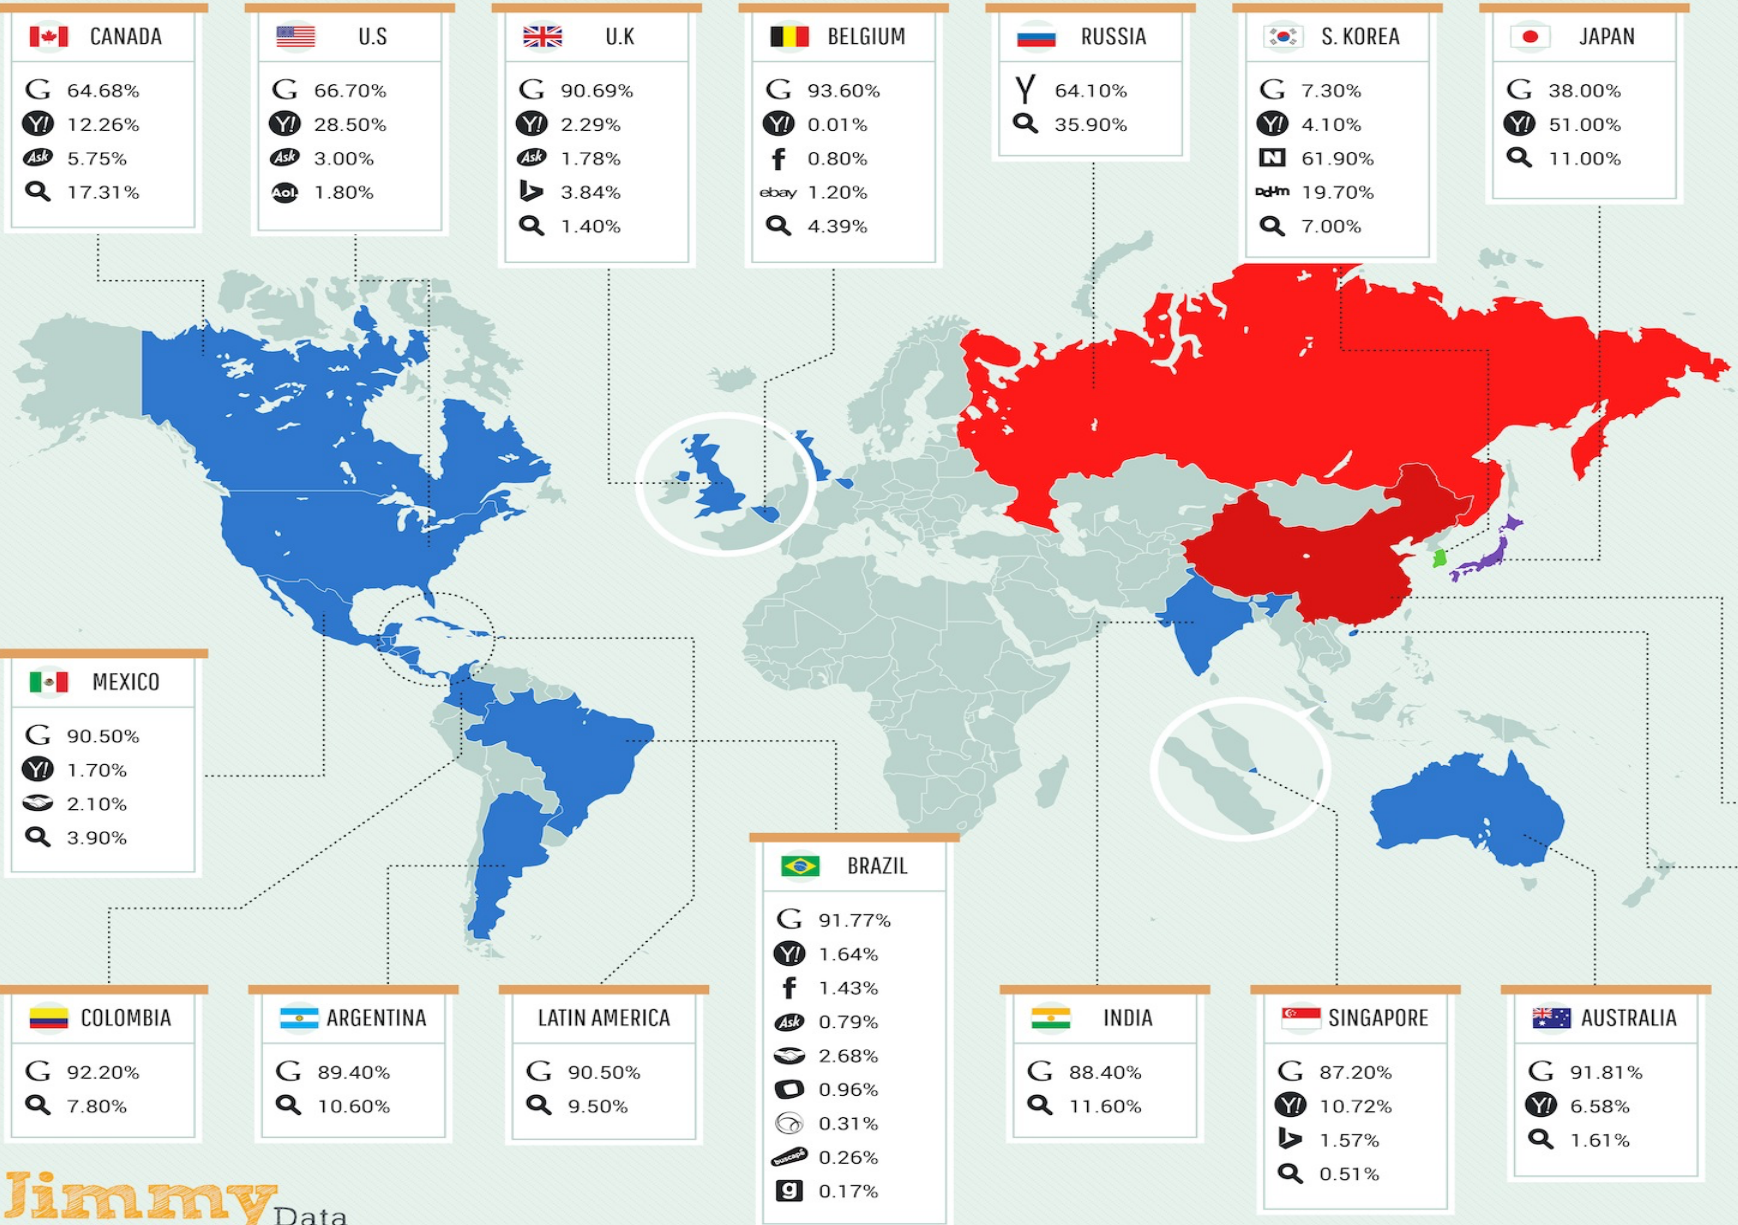 CANADA
G 64.68%
Y! 12.26%
Ask 5.75%
17.31%
U.S
G 66.70%
Y! 28.50%
Ask 3.00%
Aol. 1.80%
U.K
G 90.69%
Y! 2.29%
Ask 1.78%
3.84%
1.40%
BELGIUM
G 93.60%
Y! 0.01%
f 0.80%
ebay 1.20%
4.39%
RUSSIA
Y 64.10%
35.90%
S. KOREA
G 7.30%
Y! 4.10%
N 61.90%
Daum 19.70%
7.00%
JAPAN
G 38.00%
Y! 51.00%
11.00%
MEXICO
G 90.50%
Y! 1.70%
2.10%
3.90%
BRAZIL
G 91.77%
Y! 1.64%
f 1.43%
Ask 0.79%
2.68%
0.96%
0.31%
buscapé 0.26%
g 0.17%
COLOMBIA
G 92.20%
7.80%
ARGENTINA
G 89.40%
10.60%
LATIN AMERICA
G 90.50%
9.50%
INDIA
G 88.40%
11.60%
SINGAPORE
G 87.20%
Y! 10.72%
1.57%
0.51%
AUSTRALIA
G 91.81%
Y! 6.58%
1.61%
Jimmy Data